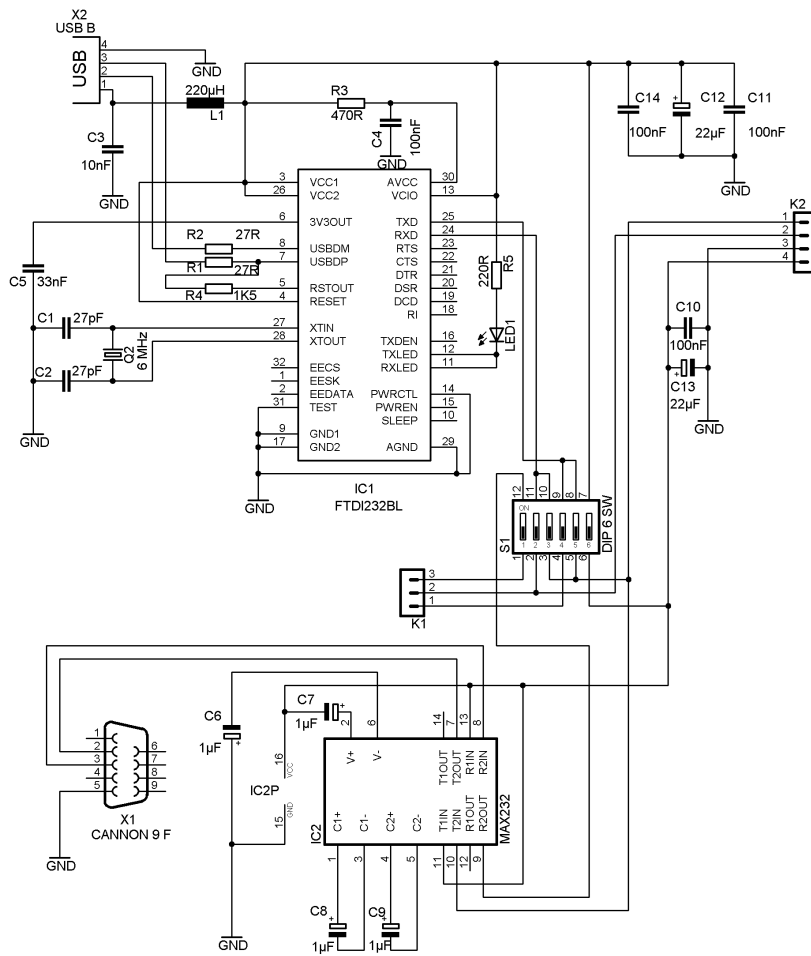 X2
USB B
USB
4
3
2
1
GND
220µH
L1
C3
10nF
GND
R3
470R
C4
100nF
GND
C14
100nF
+
C12
22µF
C11
100nF
GND
K2
1
2
3
4
3
26
6
8
7
5
4
27
28
32
1
2
31
9
17
VCC1
VCC2
3V3OUT
USBDM
USBDP
RSTOUT
RESET
XTIN
XTOUT
EECS
EESK
EEDATA
TEST
GND1
GND2
AVCC
VCIO
TXD
RXD
RTS
CTS
DTR
DSR
DCD
RI
TXDEN
TXLED
RXLED
PWRCTL
PWREN
SLEEP
AGND
30
13
25
24
23
22
21
20
19
18
16
12
11
14
15
10
29
IC1
FTDI232BL
R2
27R
R1
27R
R4
1K5
C5
33nF
C1
27pF
C2
27pF
Q2
6 MHz
GND
GND
220R
R5
LED1
C10
100nF
+
C13
22µF
GND
12
11
10
9
8
7
ON
1
2
3
4
5
6
S1
DIP 6 SW
1
2
3
4
5
6
3
2
1
K1
C6
1µF
+
C7
1µF
+
2
6
14
7
13
8
16
VCC
IC2P
GND
15
V+
V-
T1OUT
T2OUT
R1IN
R2IN
C1+
C1-
C2+
C2-
T1IN
T2IN
R1OUT
R2OUT
IC2
MAX232
1
3
4
5
11
10
12
9
C8
1µF
+
C9
1µF
+
GND
1
2
3
4
5
6
7
8
9
X1
CANNON 9 F
GND